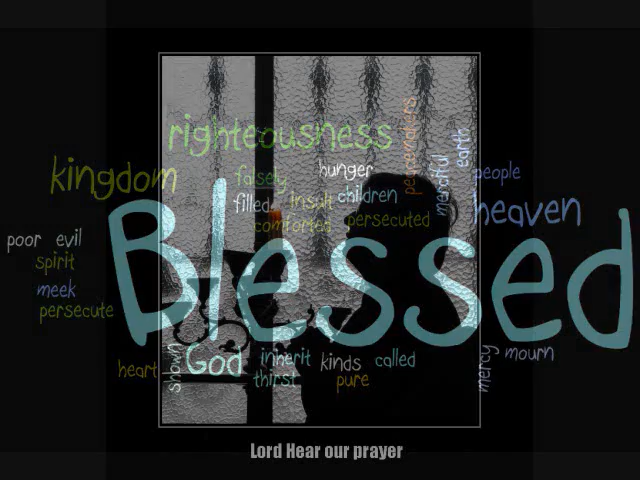 righteousness
peacemakers
merciful
earth
kingdom
falsely
hunger
people
filled
Insult
children
heaven
comforted
persecuted
poor evil
Blessed
spirit
meek
persecute
heart
shown
God
inherit
kinds
called
mercy
mourn
thirst
pure
Lord Hear our prayer